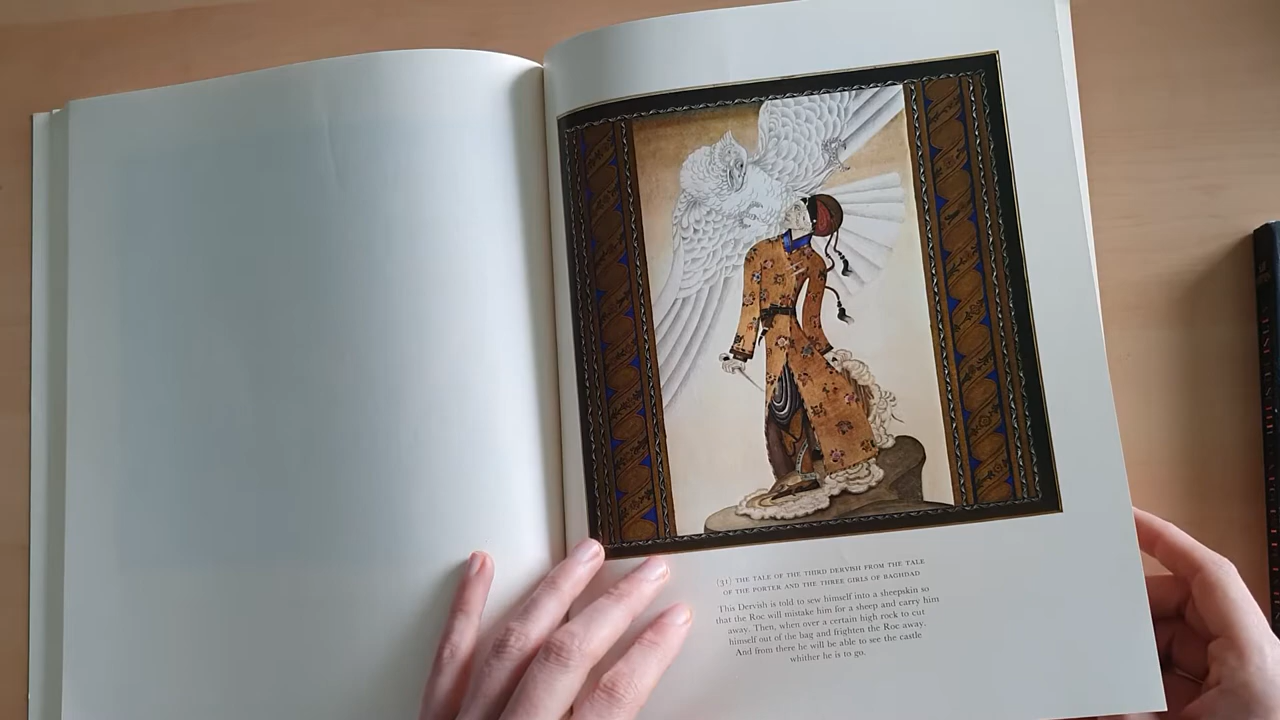 (31) THE TALE OF THE THIRD DERVISH FROM THE TALE
OF THE PORTER AND THE THREE GIRLS OF BAGHDAD
This Dervish is told to sew himself into a sheepskin so
that the Roc will mistake him for a sheep and carry him
away. Then, when over a certain high rock to cut
himself out of the bag and frighten the Roc away.
And from there he will be able to see the castle
whither he is to go.